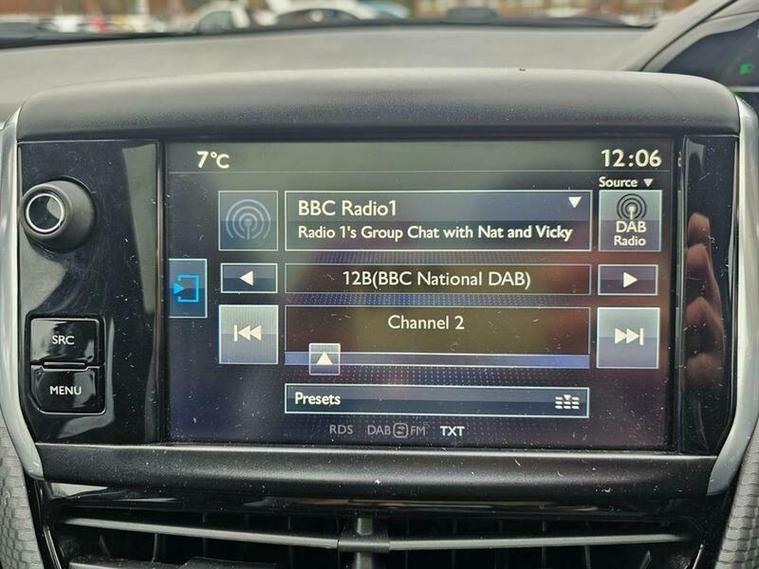 7°C
12:06
Source
BBC Radio1
Radio 1's Group Chat with Nat and Vicky
DAB
Radio
12B(BBC National DAB)
SRC
Channel 2
MENU
Presets
RDS DAB FM TXT